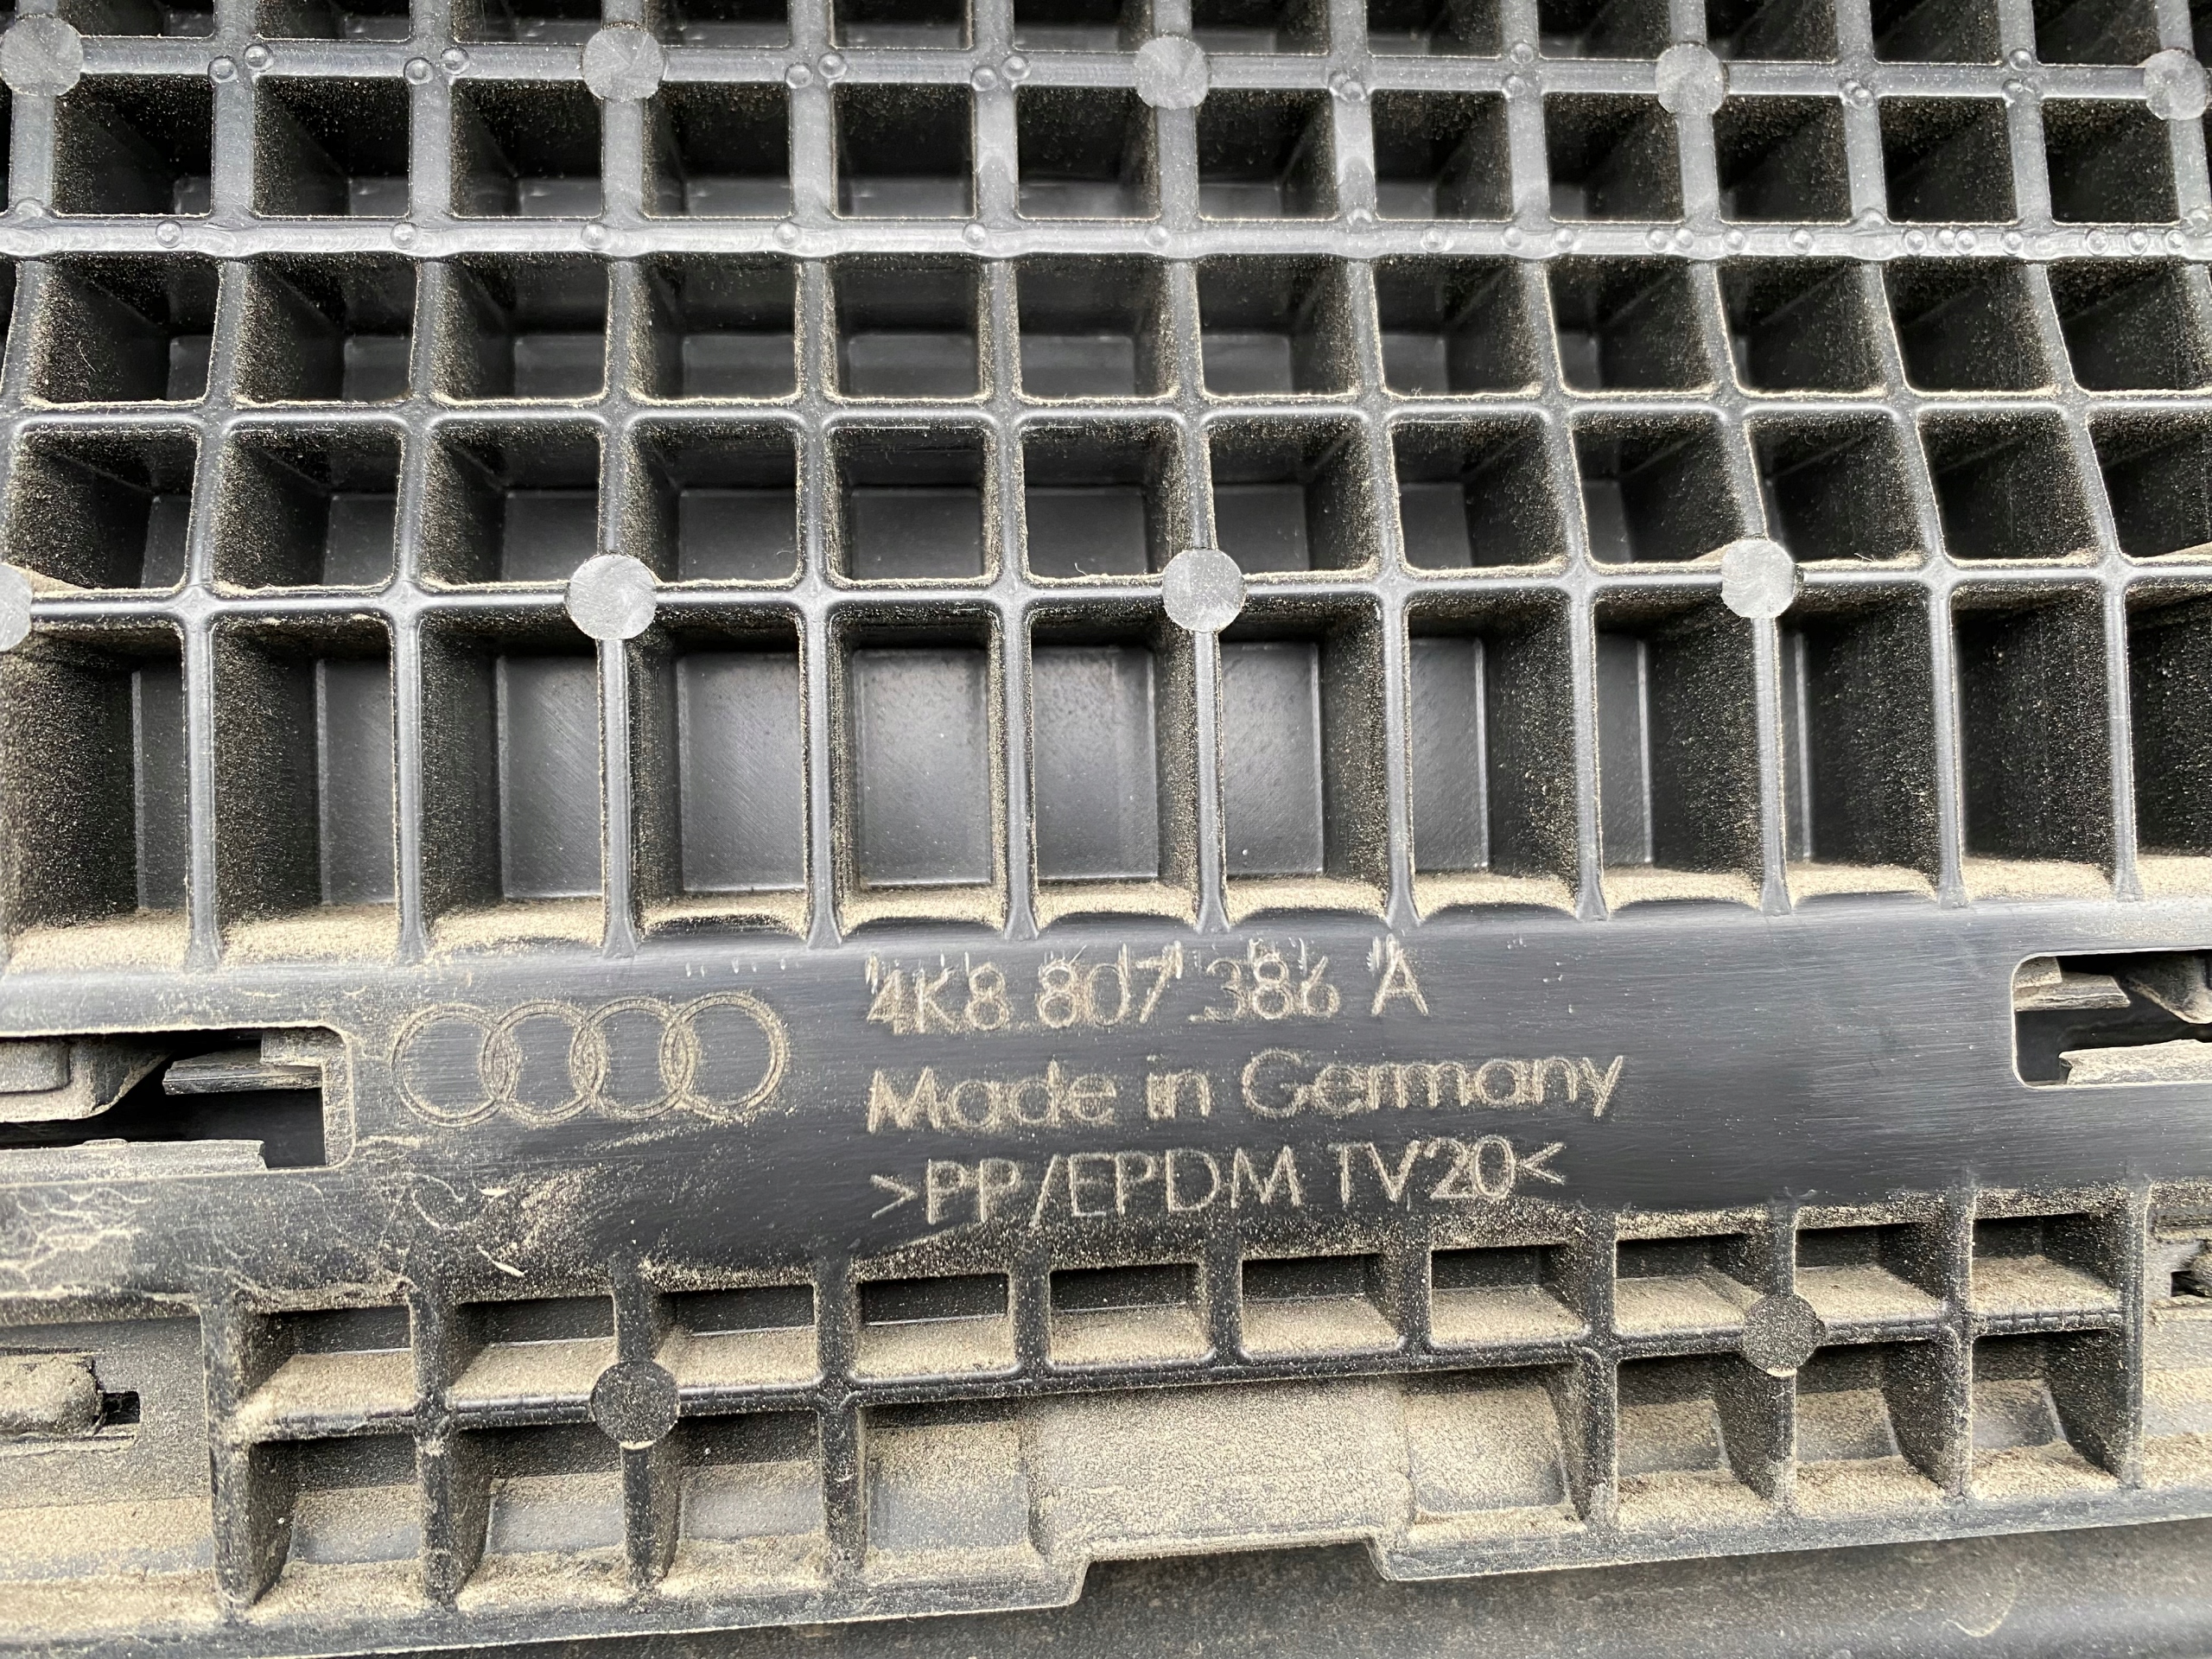 4K8 807 386 A
Made in Germany
>PP/EPDM TV20<